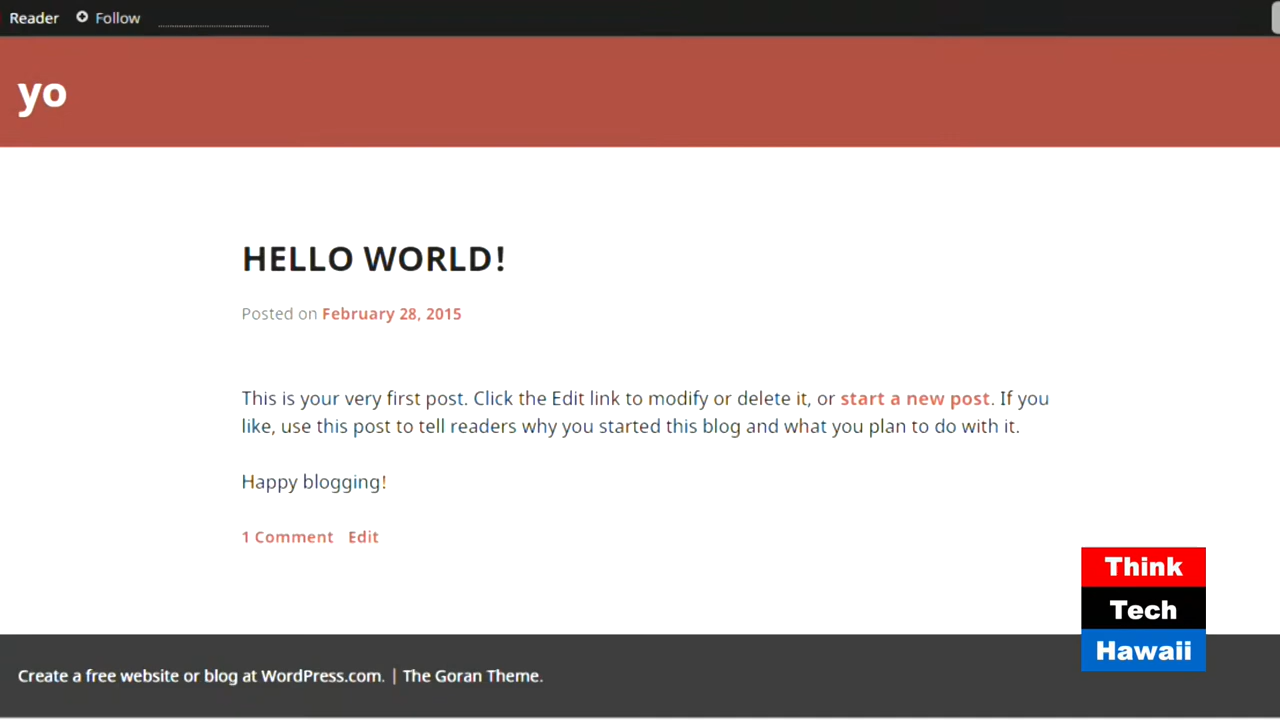 Reader Follow
yo
HELLO WORLD!
Posted on February 28, 2015
This is your very first post. Click the Edit link to modify or delete it, or start a new post. If you
like, use this post to tell readers why you started this blog and what you plan to do with it.
Happy blogging!
1 Comment Edit
Think
Tech
Hawaii
Create a free website or blog at WordPress.com. | The Goran Theme.